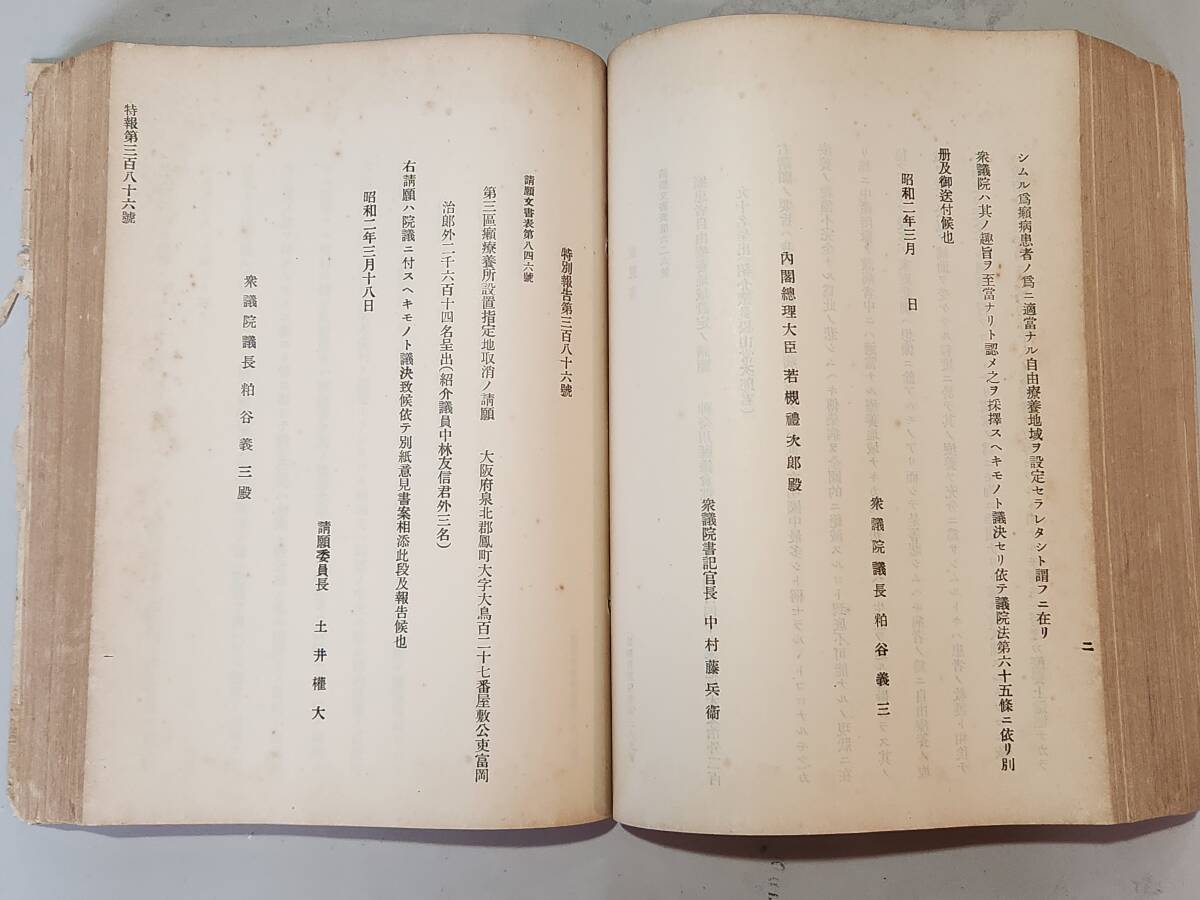 二
シムル爲癩病患者ノ爲ニ適當ナル自由療養地域ヲ設定セラレタシト謂フニ在リ
衆議院ハ其ノ趣旨ヲ至當ナリト認メ之ヲ採擇スヘキモノト議決セリ依テ議院法第六十五條ニ依リ別
册及御送付候也
昭和二年三月　　日
衆議院議長 粕谷義三
內閣總理大臣 若槻禮次郎殿
衆議院書記官長 中村藤兵衞
特別報告第三百八十六號
請願文書表第八四六號
第三區癩療養所設置指定地取消ノ請願　大阪府泉北郡鳳町大字大鳥百二十七番屋敷公吏富岡
治郎外二千六百十四名呈出(紹介議員中林友信君外三名)
右請願ハ院議ニ付スヘキモノト議決致候依テ別紙意見書案相添此段及報告候也
昭和二年三月十八日
請願委員長　土井權大
衆議院議長 粕谷義三殿
特報第三百八十六號
一